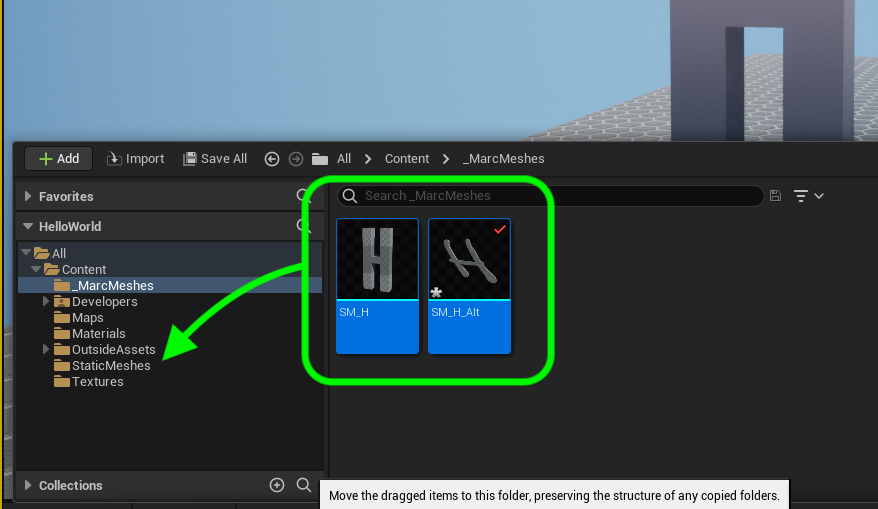 Add Import Save All All Content _MarcMeshes
Favorites
Search _MarcMeshes
HelloWorld
All
Content
_MarcMeshes
Developers
Maps
Materials
OutsideAssets
StaticMeshes
Textures
SM_H
SM_H_Alt
Collections
Move the dragged items to this folder, preserving the structure of any copied folders.